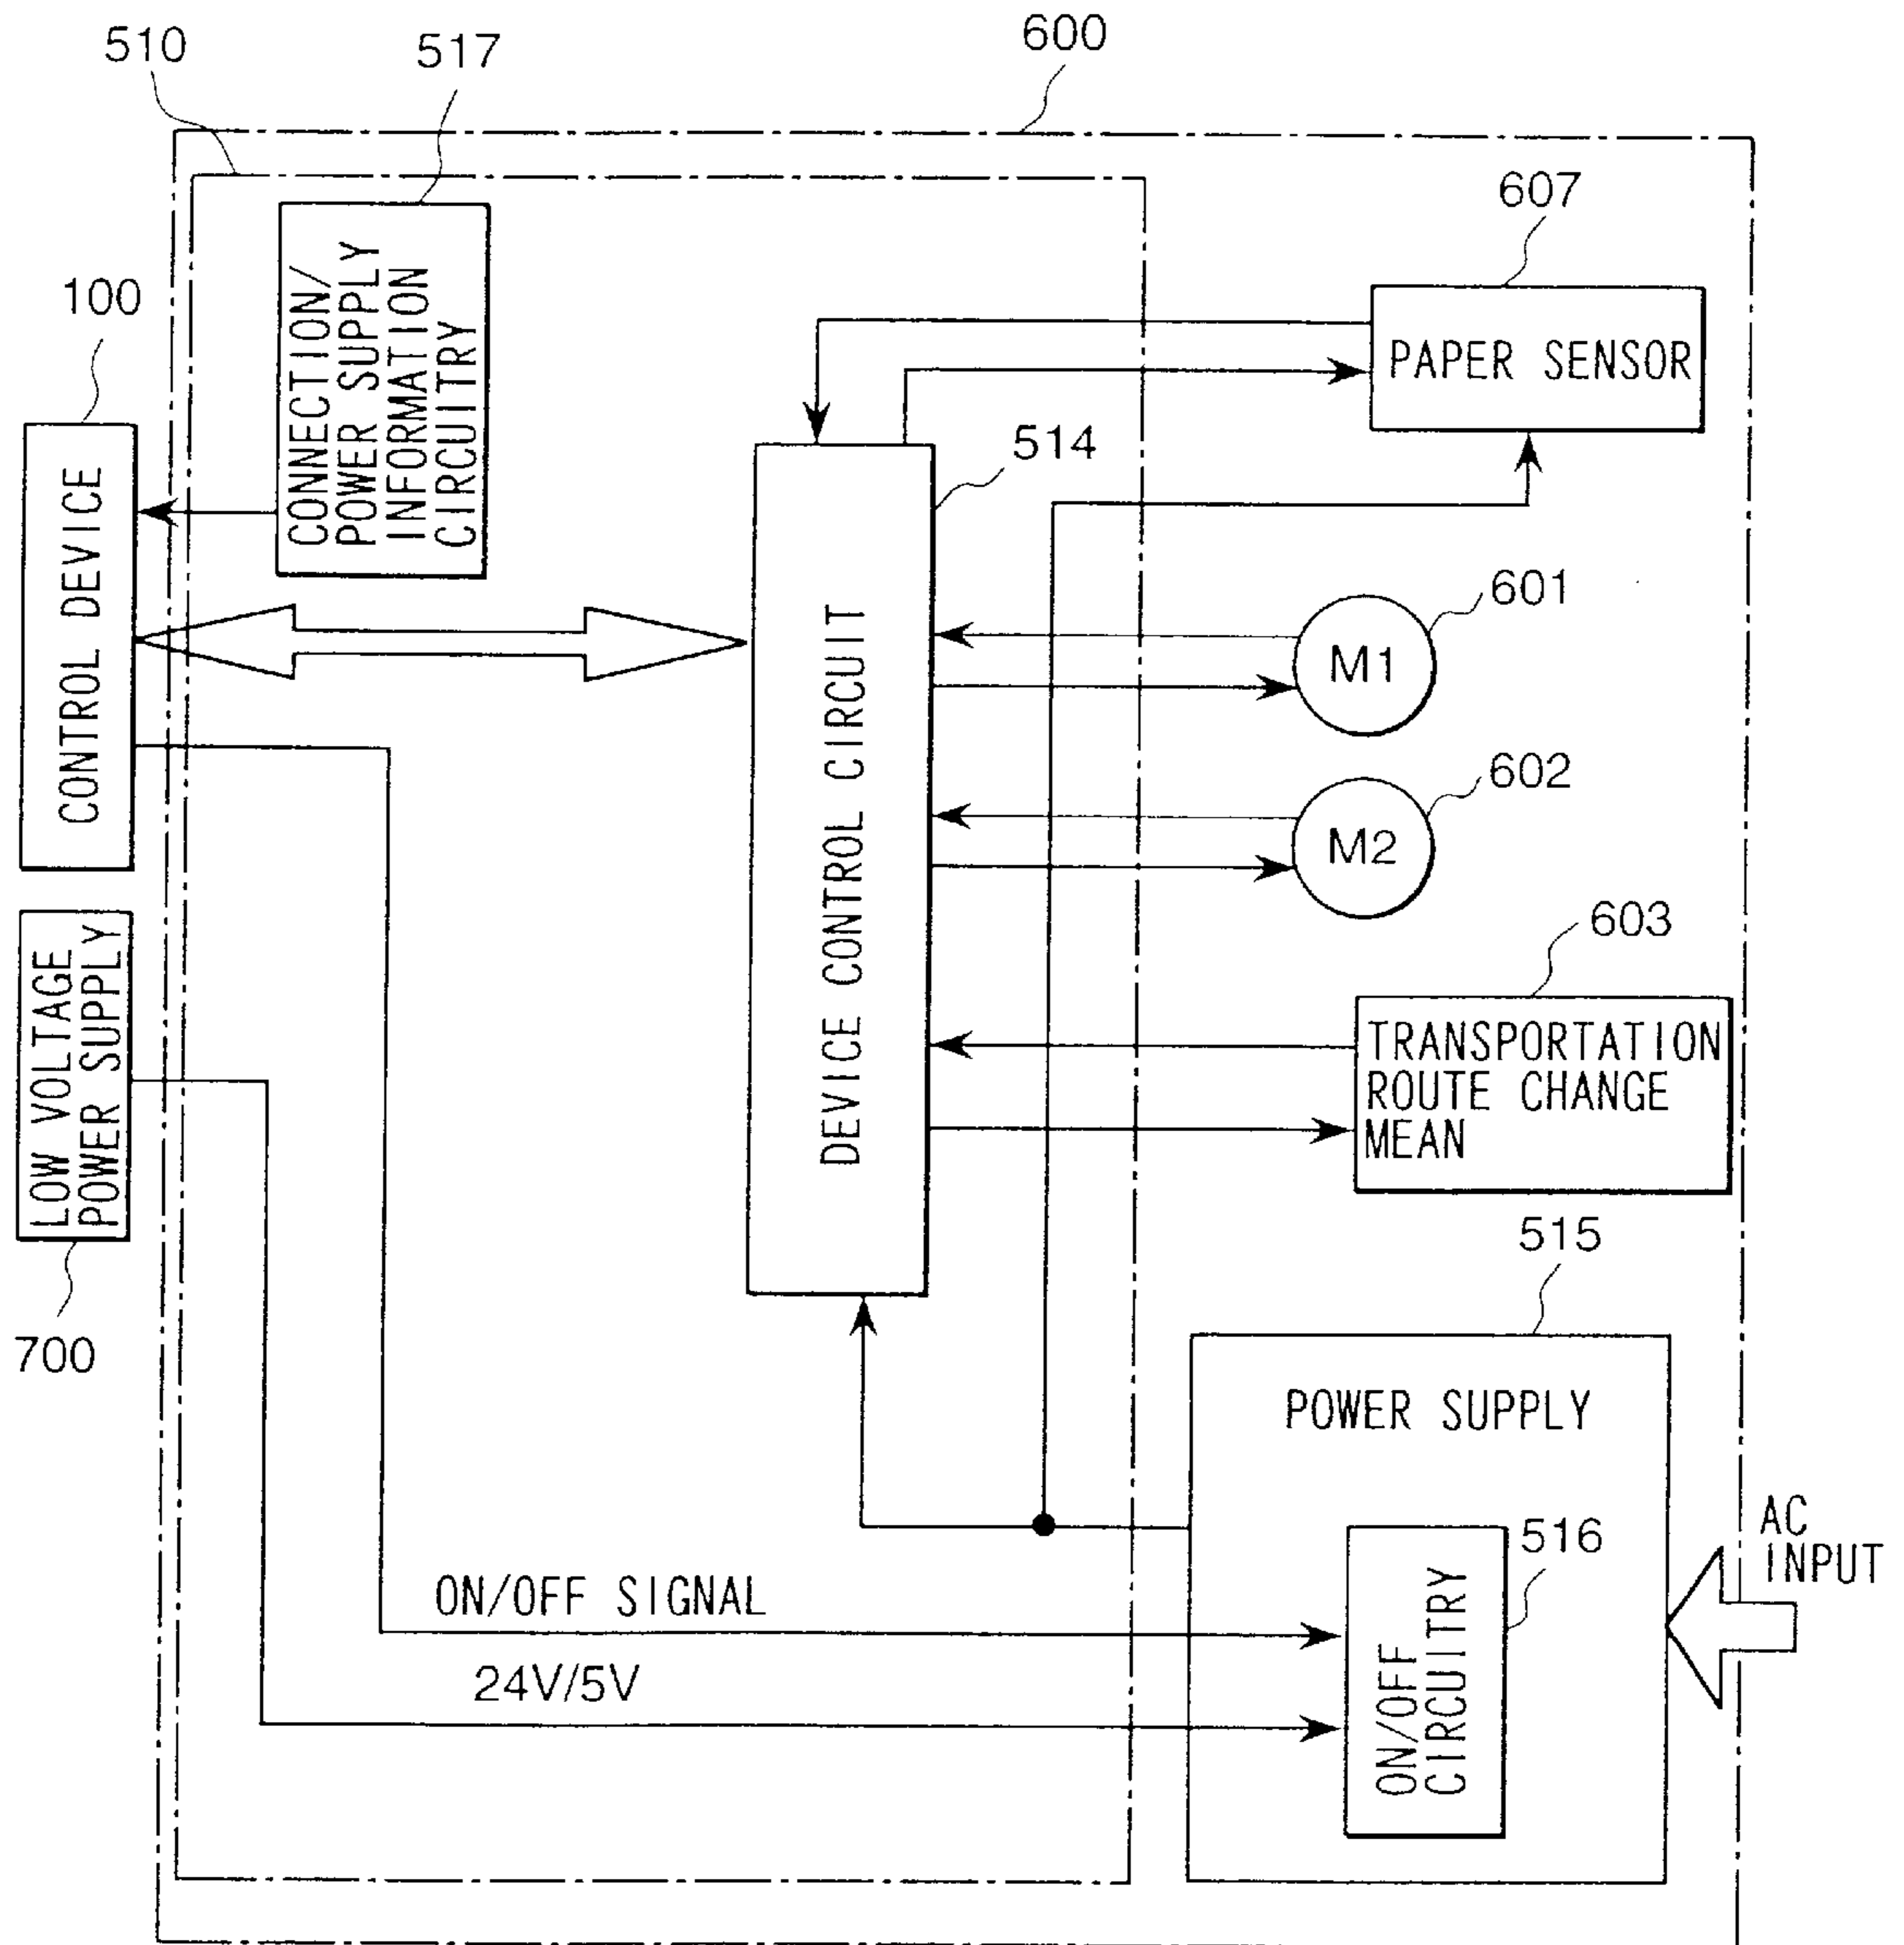 600
510
517
607
100
CONNECTION/
POWER SUPPLY
INFORMATION
CIRCUITRY
PAPER SENSOR
514
CONTROL DEVICE
601
M1
DEVICE CONTROL CIRCUIT
602
M2
603
LOW VOLTAGE
POWER SUPPLY
TRANSPORTATION
ROUTE CHANGE
MEAN
515
700
POWER SUPPLY
AC
INPUT
516
ON/OFF SIGNAL
ON/OFF
CIRCUITRY
24V/5V